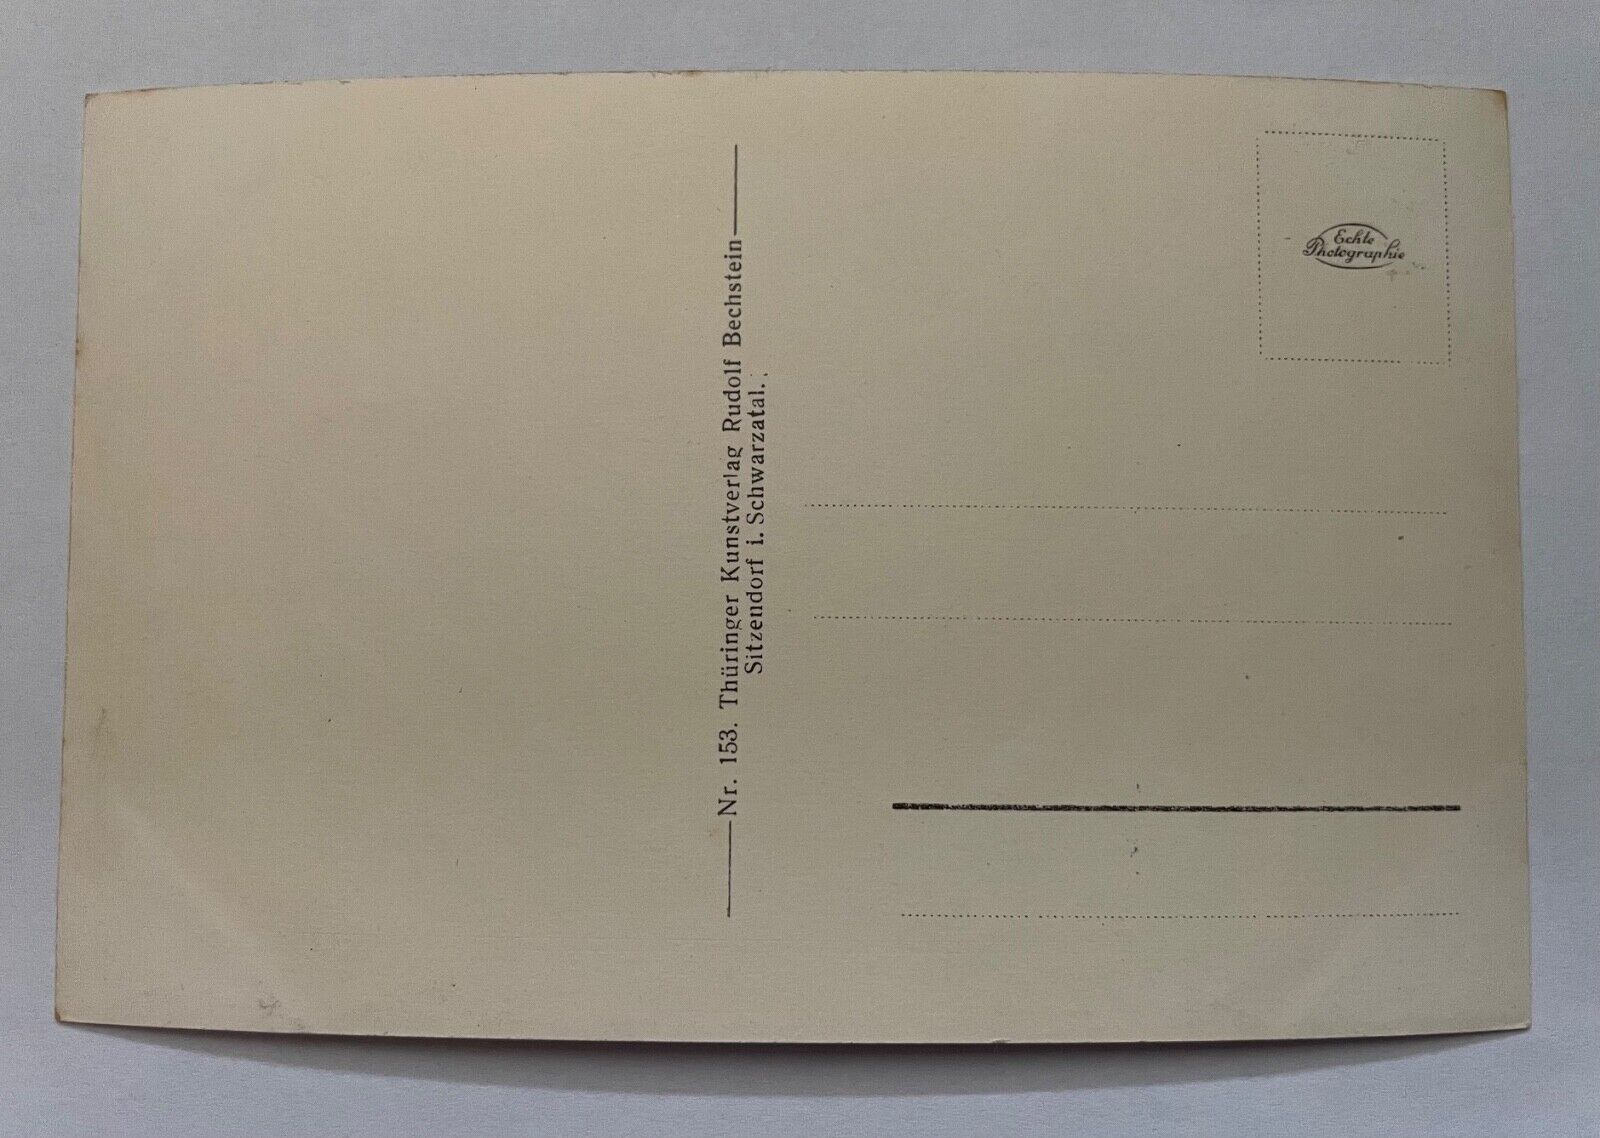 Nr. 153. Thüringer Kunstverlag Rudolf Bechstein
Sitzendorf i. Schwarzatal.
Echte
Photographie